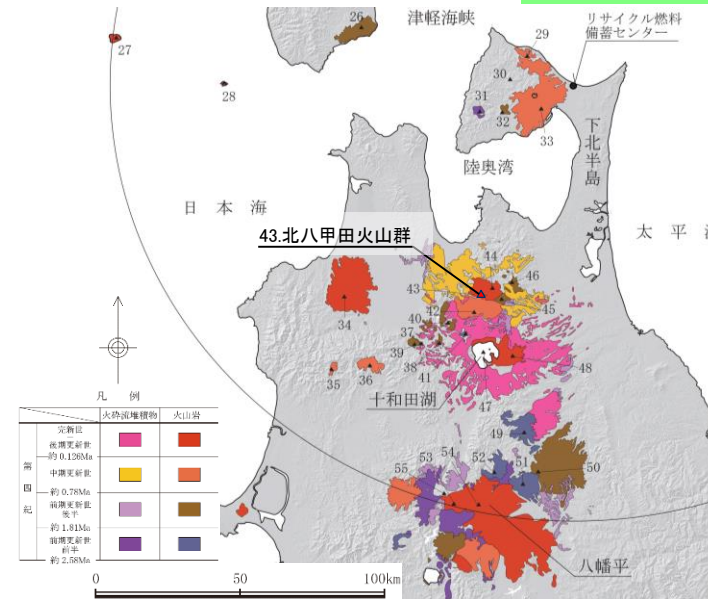 津軽海峡
リサイクル燃料
備蓄センター
26
27
28
29
30
31
32
33
下北半島
陸奥湾
日本海
太平洋
43.北八甲田火山群
44
46
43
34
42
40
45
37
39
38
41
36
35
48
十和田湖
47
49
54
53
52
51
50
55
八幡平
凡例
火砕流堆積物
火山岩
第四紀
完新世
～
後期更新世
約 0.126Ma
中期更新世
約 0.78Ma
前期更新世
後半
約 1.81Ma
前期更新世
前半
約 2.58Ma
0
50
100km